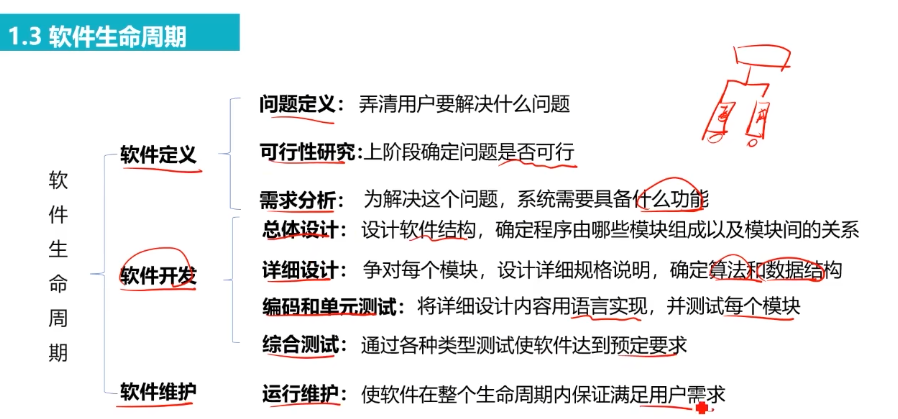 1.3 软件生命周期
软件生命周期
软件定义
问题定义：弄清用户要解决什么问题
可行性研究：上阶段确定问题是否可行
需求分析：为解决这个问题，系统需要具备什么功能
软件开发
总体设计：设计软件结构，确定程序由哪些模块组成以及模块间的关系
详细设计：争对每个模块，设计详细规格说明，确定算法和数据结构
编码和单元测试：将详细设计内容用语言实现，并测试每个模块
综合测试：通过各种类型测试使软件达到预定要求
软件维护
运行维护：使软件在整个生命周期内保证满足用户需求